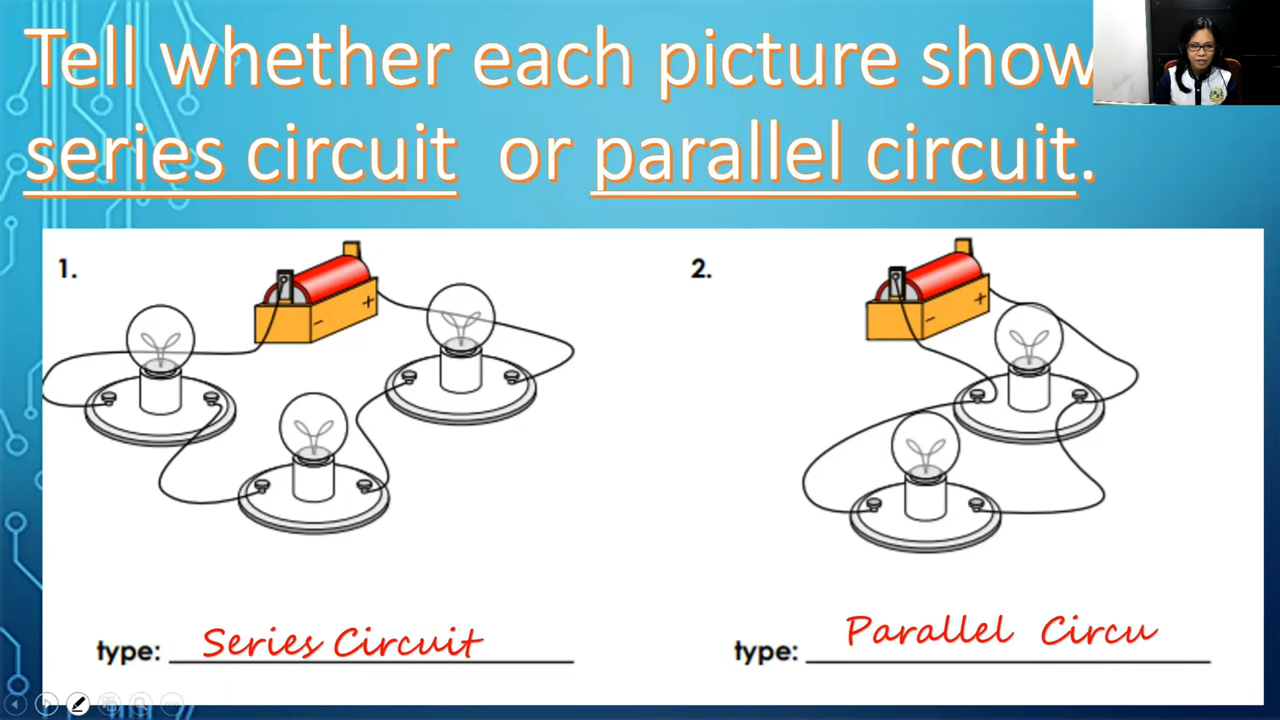 Tell whether each picture show
series circuit or parallel circuit.
1.
2.
+
−
+
−
type: Series Circuit
type: Parallel Circu